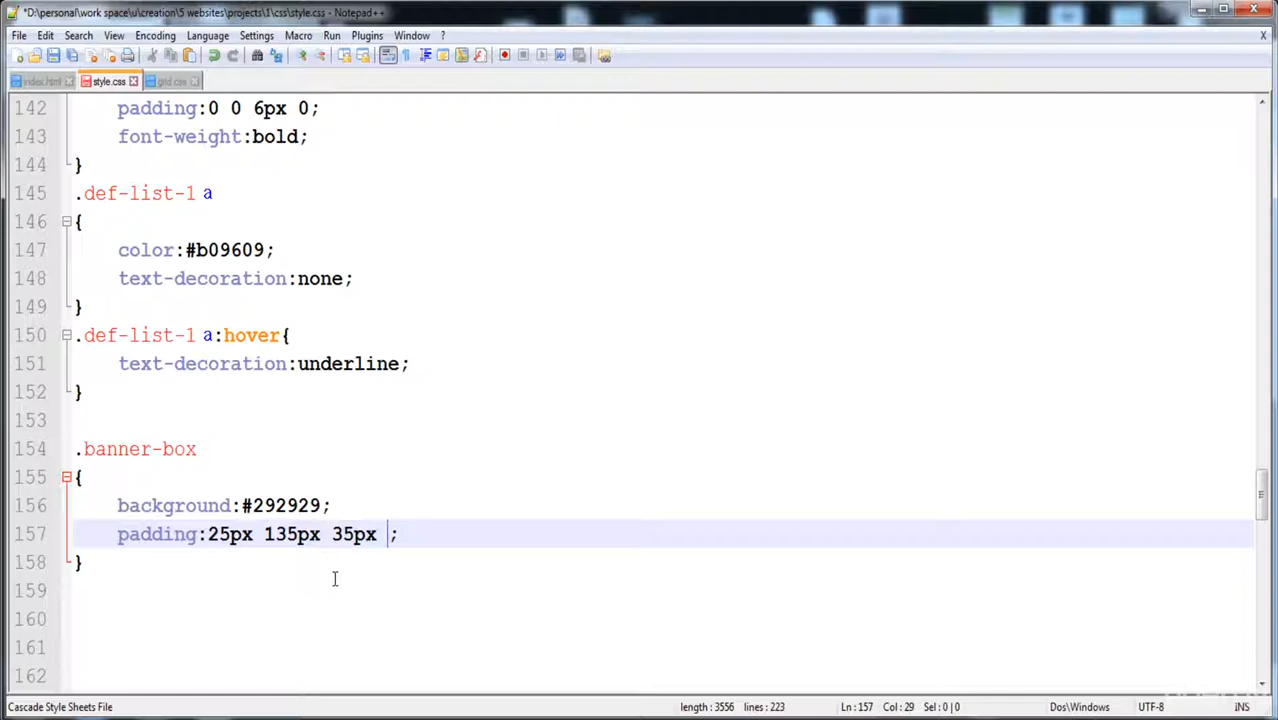 *D:\personal\work space\u\creation\5 websites\projects\1\css\style.css - Notepad++
File Edit Search View Encoding Language Settings Macro Run Plugins Window ? X
index.html style.css grid.css
142 padding:0 0 6px 0;
143 font-weight:bold;
144 }
145 .def-list-1 a
146 {
147 color:#b09609;
148 text-decoration:none;
149 }
150 .def-list-1 a:hover{
151 text-decoration:underline;
152 }
153
154 .banner-box
155 {
156 background:#292929;
157 padding:25px 135px 35px ;
158 }
159
160
161
162
Cascade Style Sheets File length : 3556 lines : 223 Ln : 157 Col : 29 Sel : 0 | 0 Dos\Windows UTF-8 INS